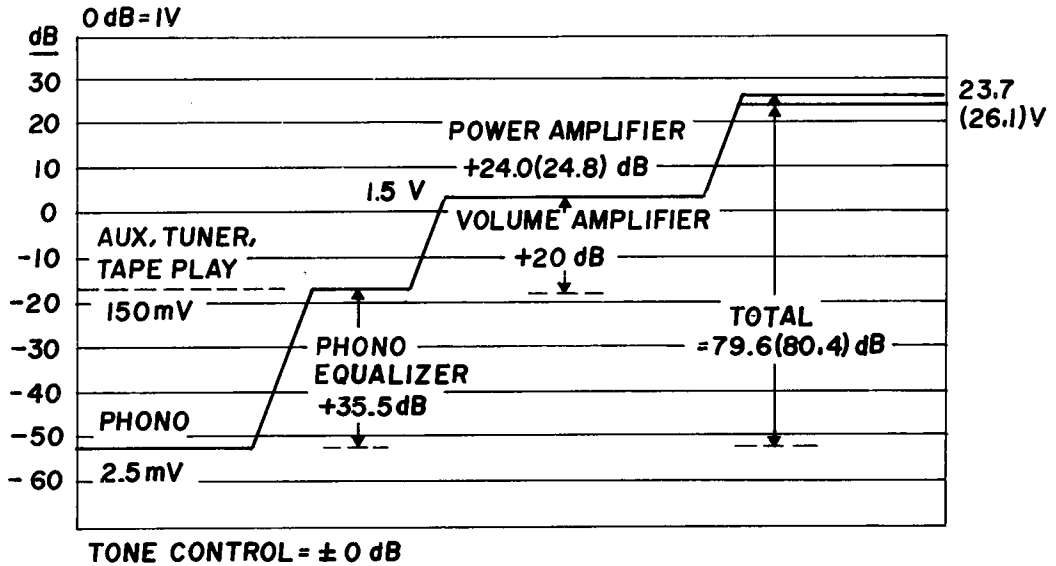 0 dB = 1V
dB
30
20
10
0
-10
-20
-30
-40
-50
-60
23.7
(26.1) V
POWER AMPLIFIER
+24.0(24.8) dB
1.5 V
VOLUME AMPLIFIER
+20 dB
AUX, TUNER,
TAPE PLAY
150mV
TOTAL
=79.6(80.4) dB
PHONO
EQUALIZER
+35.5dB
PHONO
2.5mV
TONE CONTROL = ± 0 dB